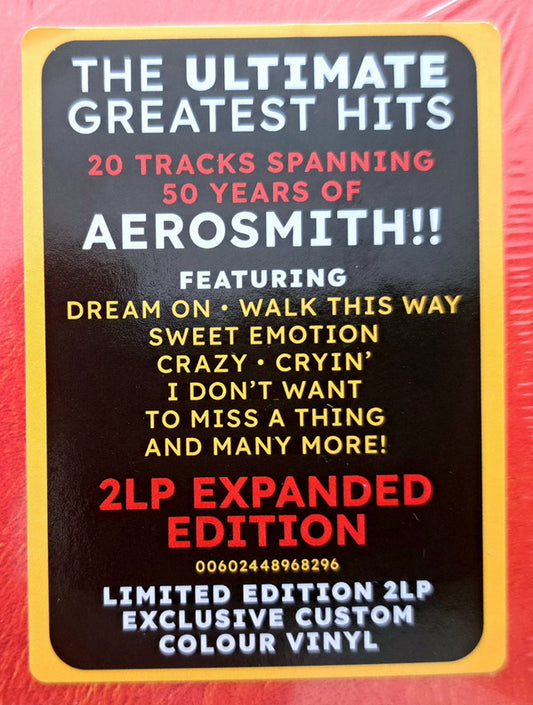 THE ULTIMATE
GREATEST HITS
20 TRACKS SPANNING
50 YEARS OF
AEROSMITH!!
FEATURING
DREAM ON • WALK THIS WAY
SWEET EMOTION
CRAZY • CRYIN'
I DON'T WANT
TO MISS A THING
AND MANY MORE!
2LP EXPANDED
EDITION
00602448968296
LIMITED EDITION 2LP
EXCLUSIVE CUSTOM
COLOUR VINYL